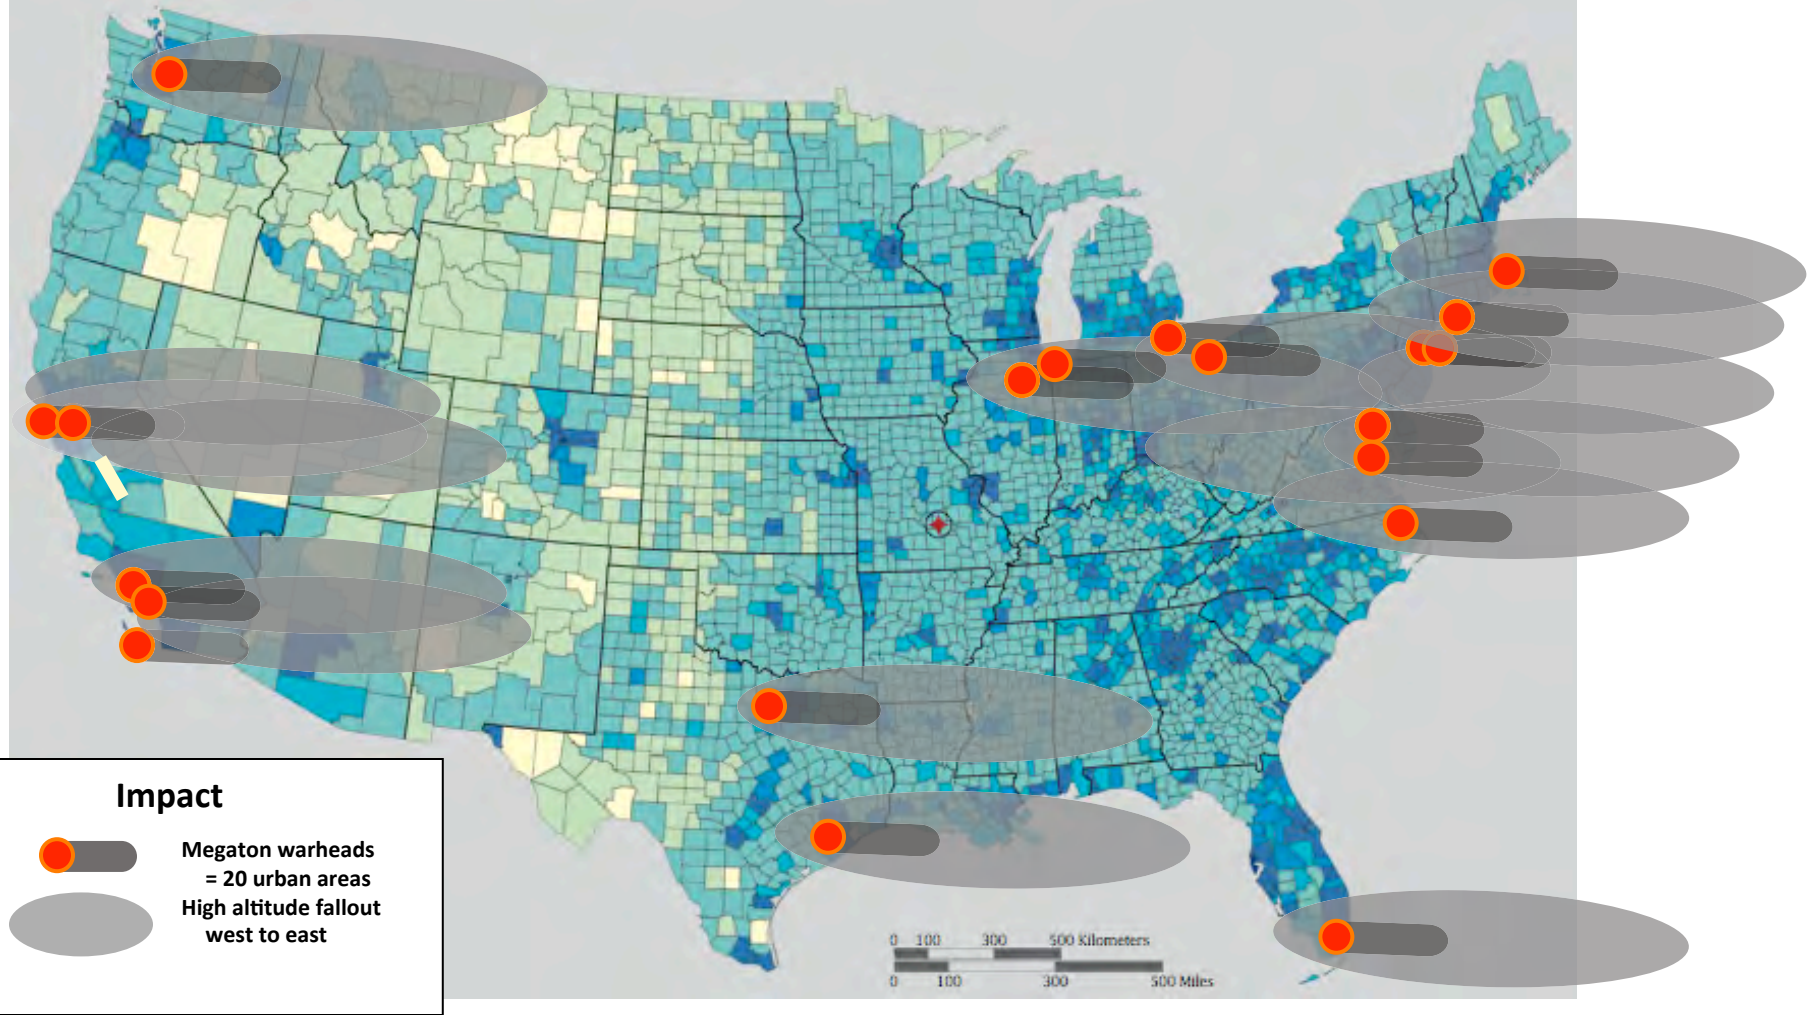 Impact
Megaton warheads
= 20 urban areas
High altitude fallout
west to east
0 100 300 500 Kilometers
0 100 300 500 Miles